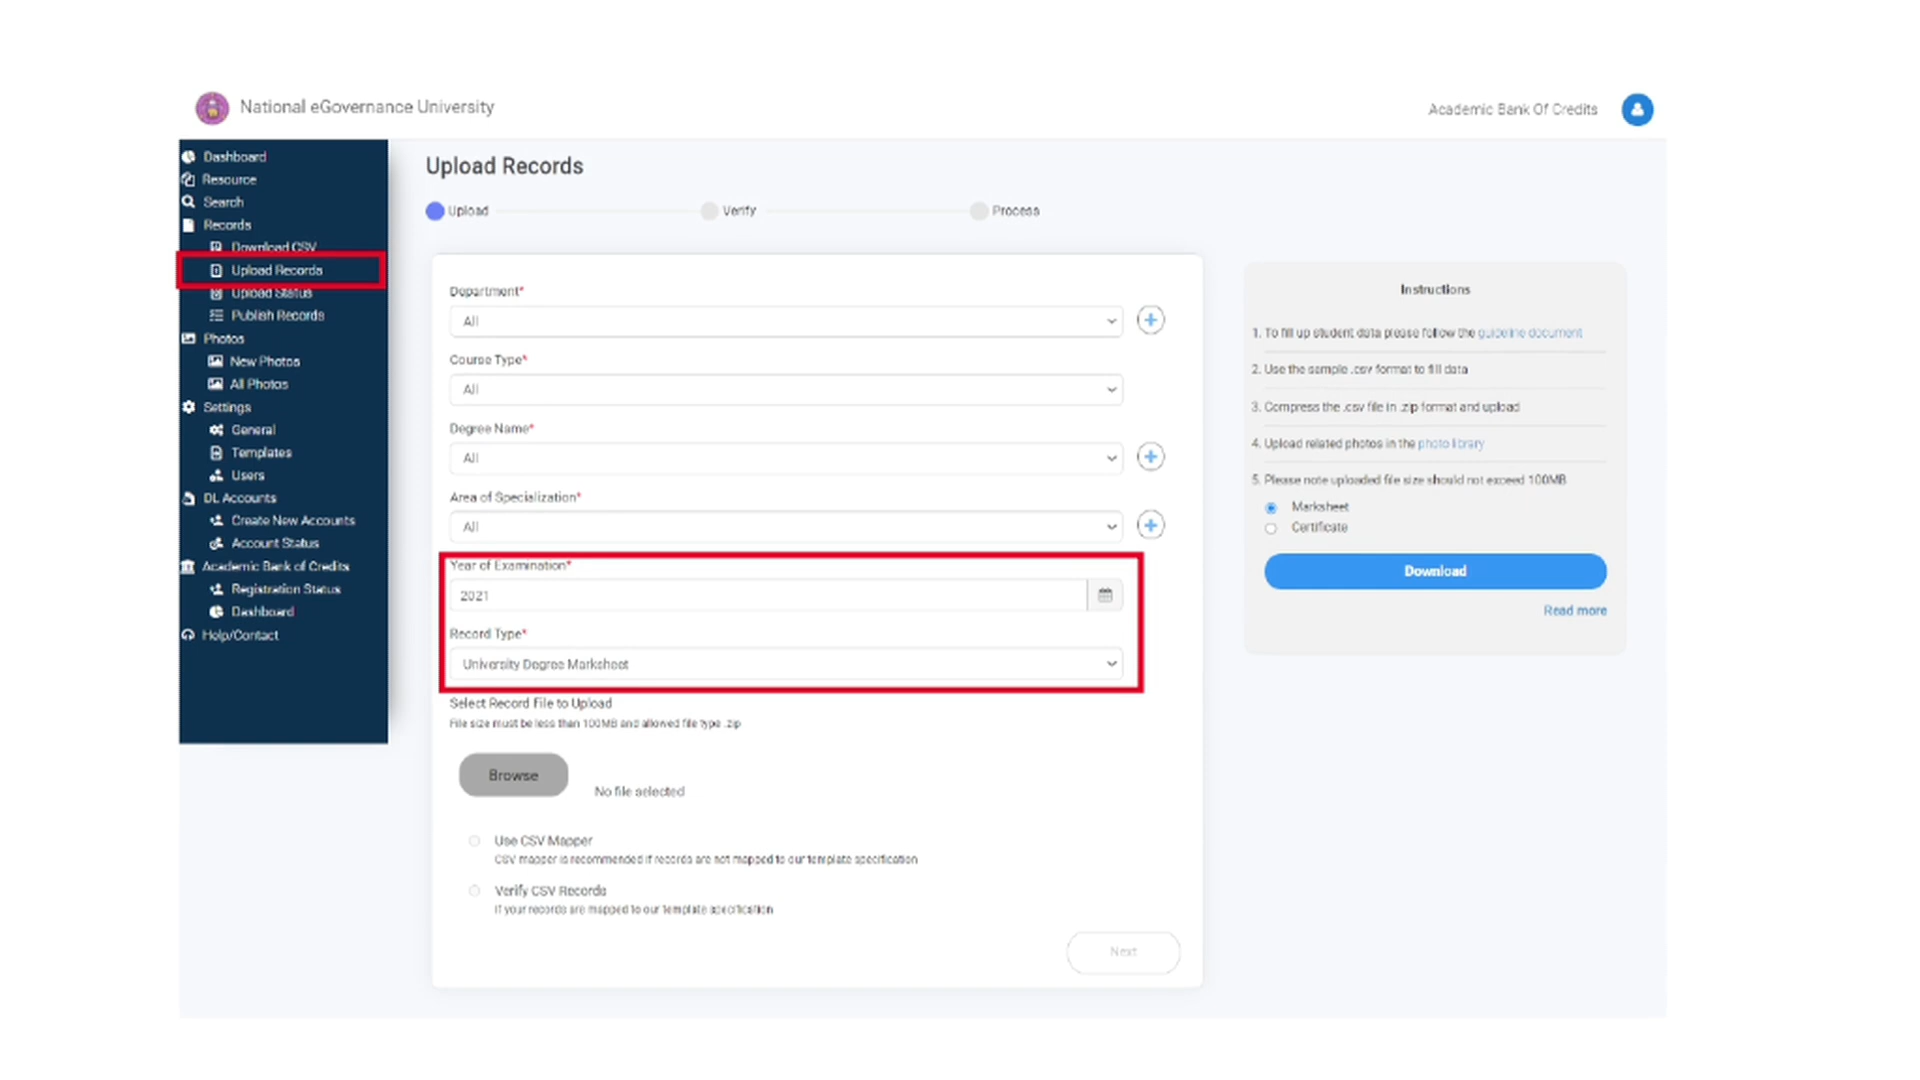 National eGovernance University
Academic Bank Of Credits
Dashboard
Resource
Search
Records
Download CSV
Upload Records
Upload Status
Publish Records
Photos
New Photos
All Photos
Settings
General
Templates
Users
DL Accounts
Create New Accounts
Account Status
Academic Bank of Credits
Registration Status
Dashboard
Help/Contact
Upload Records
Upload
Verify
Process
Department*
All
Course Type*
All
Degree Name*
All
Area of Specialization*
All
Year of Examination*
2021
Record Type*
University Degree Marksheet
Select Record File to Upload
File size must be less than 100MB and allowed file type .zip
Browse
No file selected
Use CSV Mapper
CSV mapper is recommended if records are not mapped to our template specification
Verify CSV Records
If your records are mapped to our template specification
Next
Instructions
1. To fill up student data please follow the guideline document
2. Use the sample .csv format to fill data
3. Compress the .csv file in .zip format and upload
4. Upload related photos in the photo library
5. Please note uploaded file size should not exceed 100MB
Marksheet
Certificate
Download
Read more